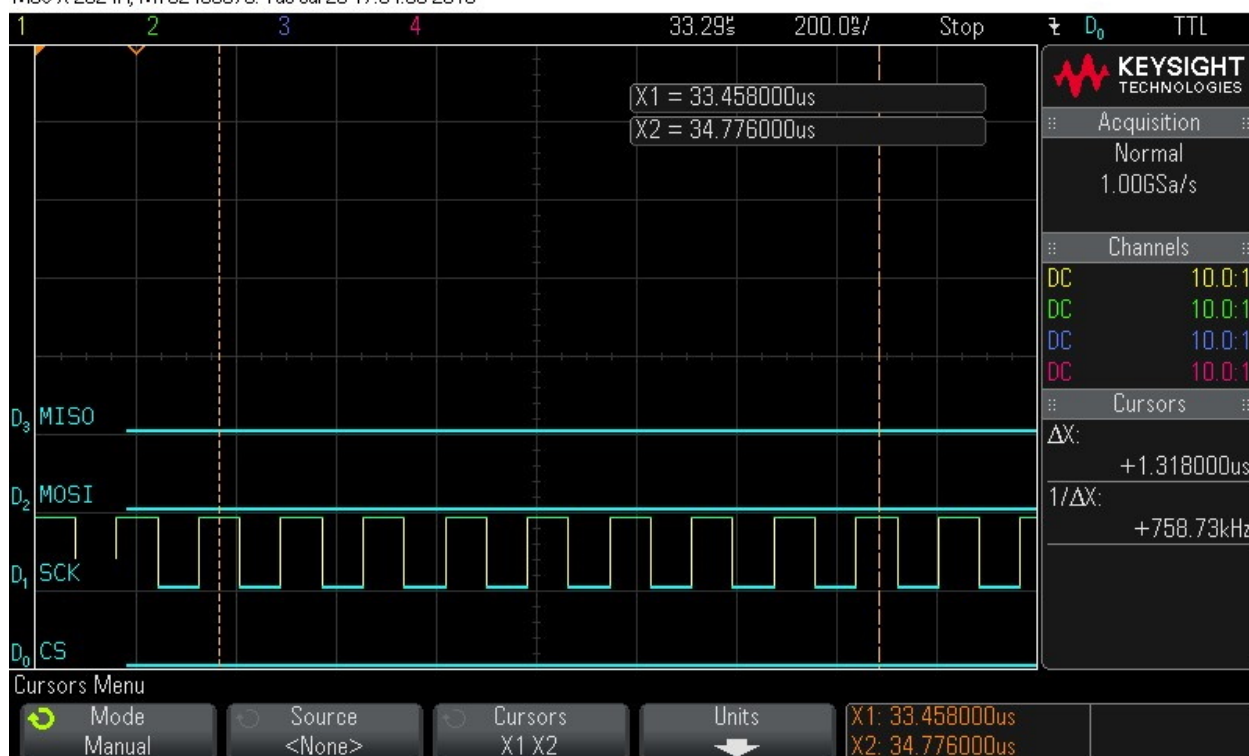 1 2 3 4 33.29s 200.0s/ Stop D0 TTL
KEYSIGHT
TECHNOLOGIES
X1 = 33.458000us
X2 = 34.776000us
Acquisition
Normal
1.00GSa/s
Channels
DC 10.0:1
DC 10.0:1
DC 10.0:1
DC 10.0:1
Cursors
ΔX:
+1.318000us
1/ΔX:
+758.73kHz
D3 MISO
D2 MOSI
D1 SCK
D0 CS
Cursors Menu
Mode
Manual
Source
<None>
Cursors
X1 X2
Units
X1: 33.458000us
X2: 34.776000us